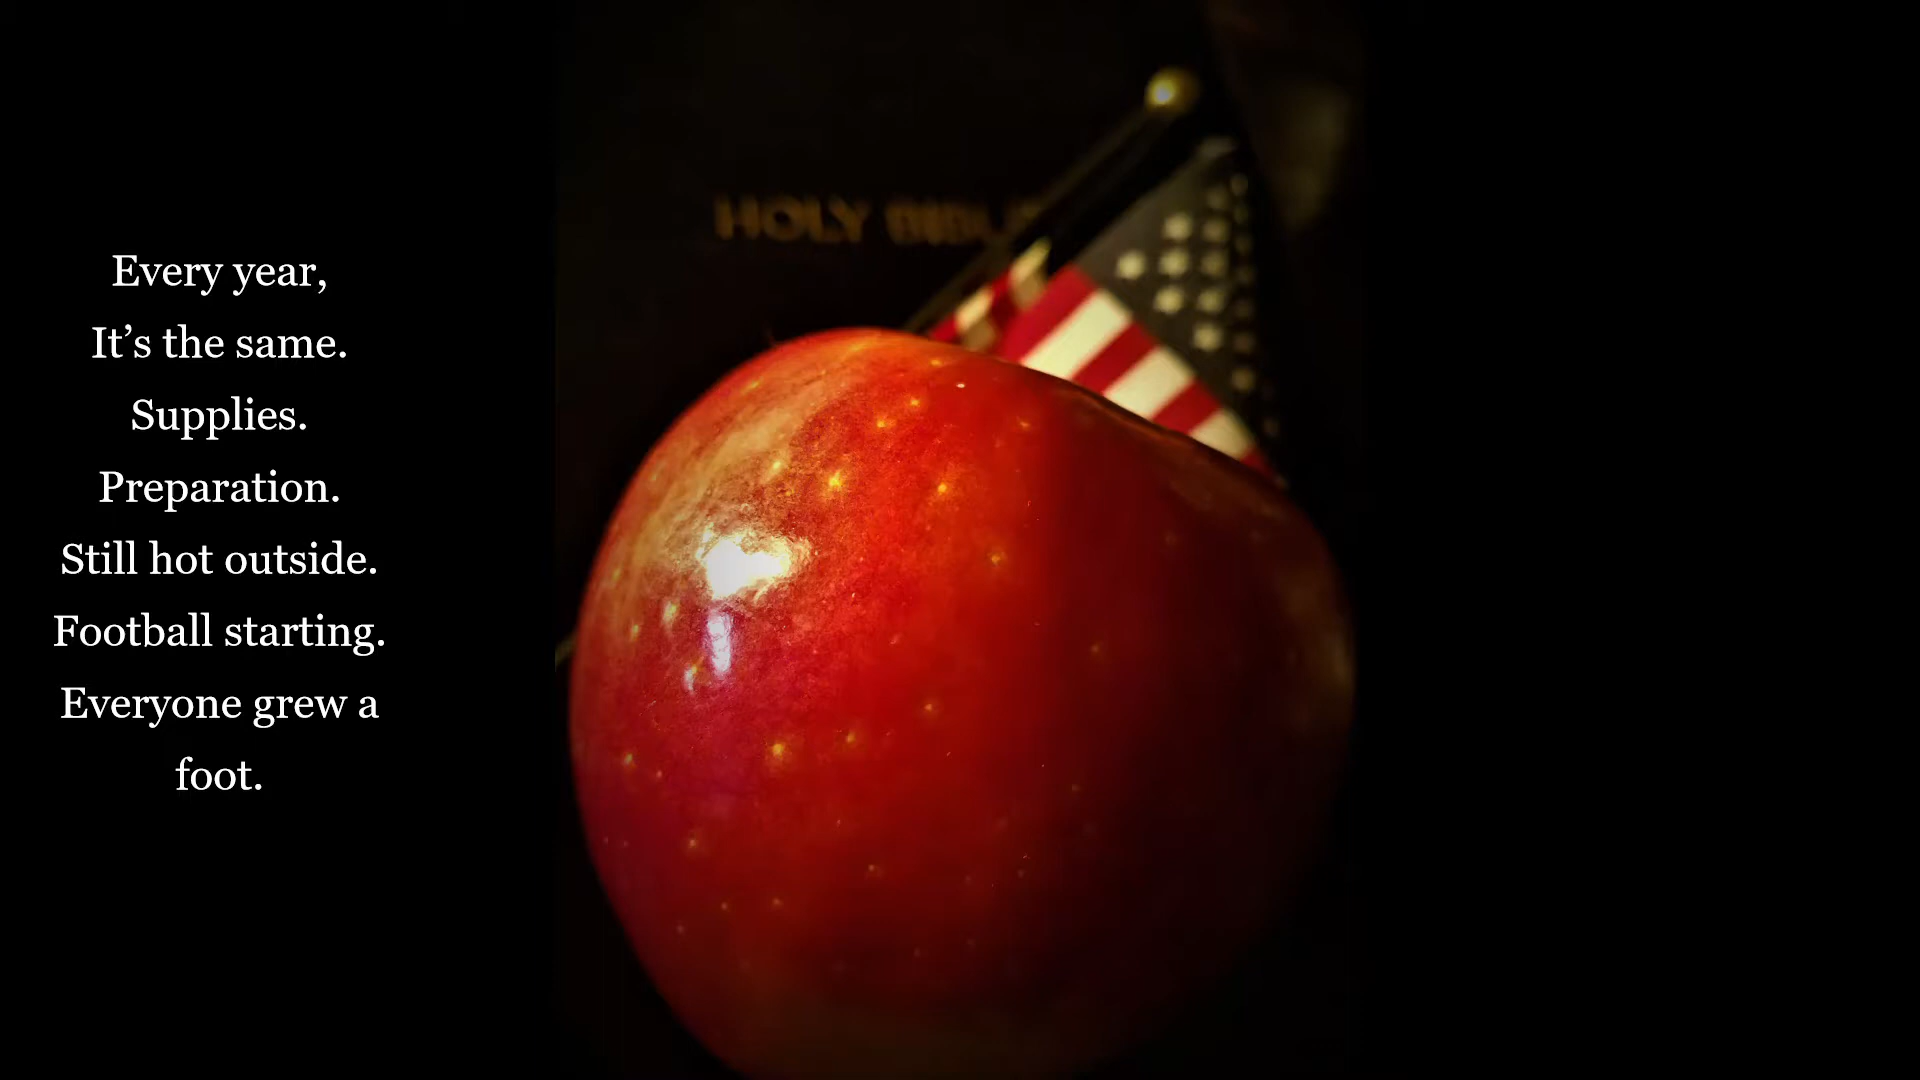 Every year,
It’s the same.
Supplies.
Preparation.
Still hot outside.
Football starting.
Everyone grew a
foot.
HOLY